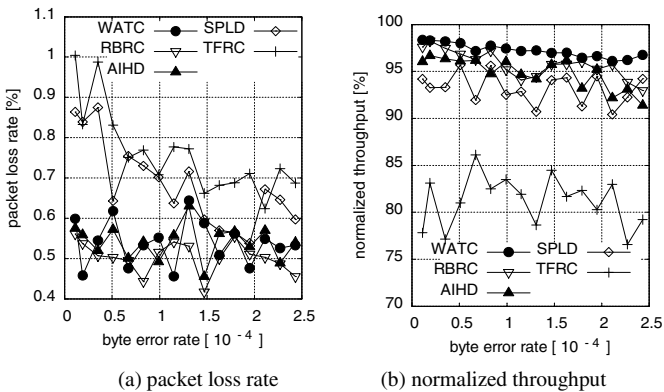 packet loss rate [%]
1.1
1
0.9
0.8
0.7
0.6
0.5
0.4
WATC
RBRC
AIHD
SPLD
TFRC
0 0.5 1 1.5 2 2.5
byte error rate [ 10 -4 ]
(a) packet loss rate
normalized throughput [%]
100
95
90
85
80
75
70
WATC
RBRC
AIHD
SPLD
TFRC
0 0.5 1 1.5 2 2.5
byte error rate [ 10 -4 ]
(b) normalized throughput